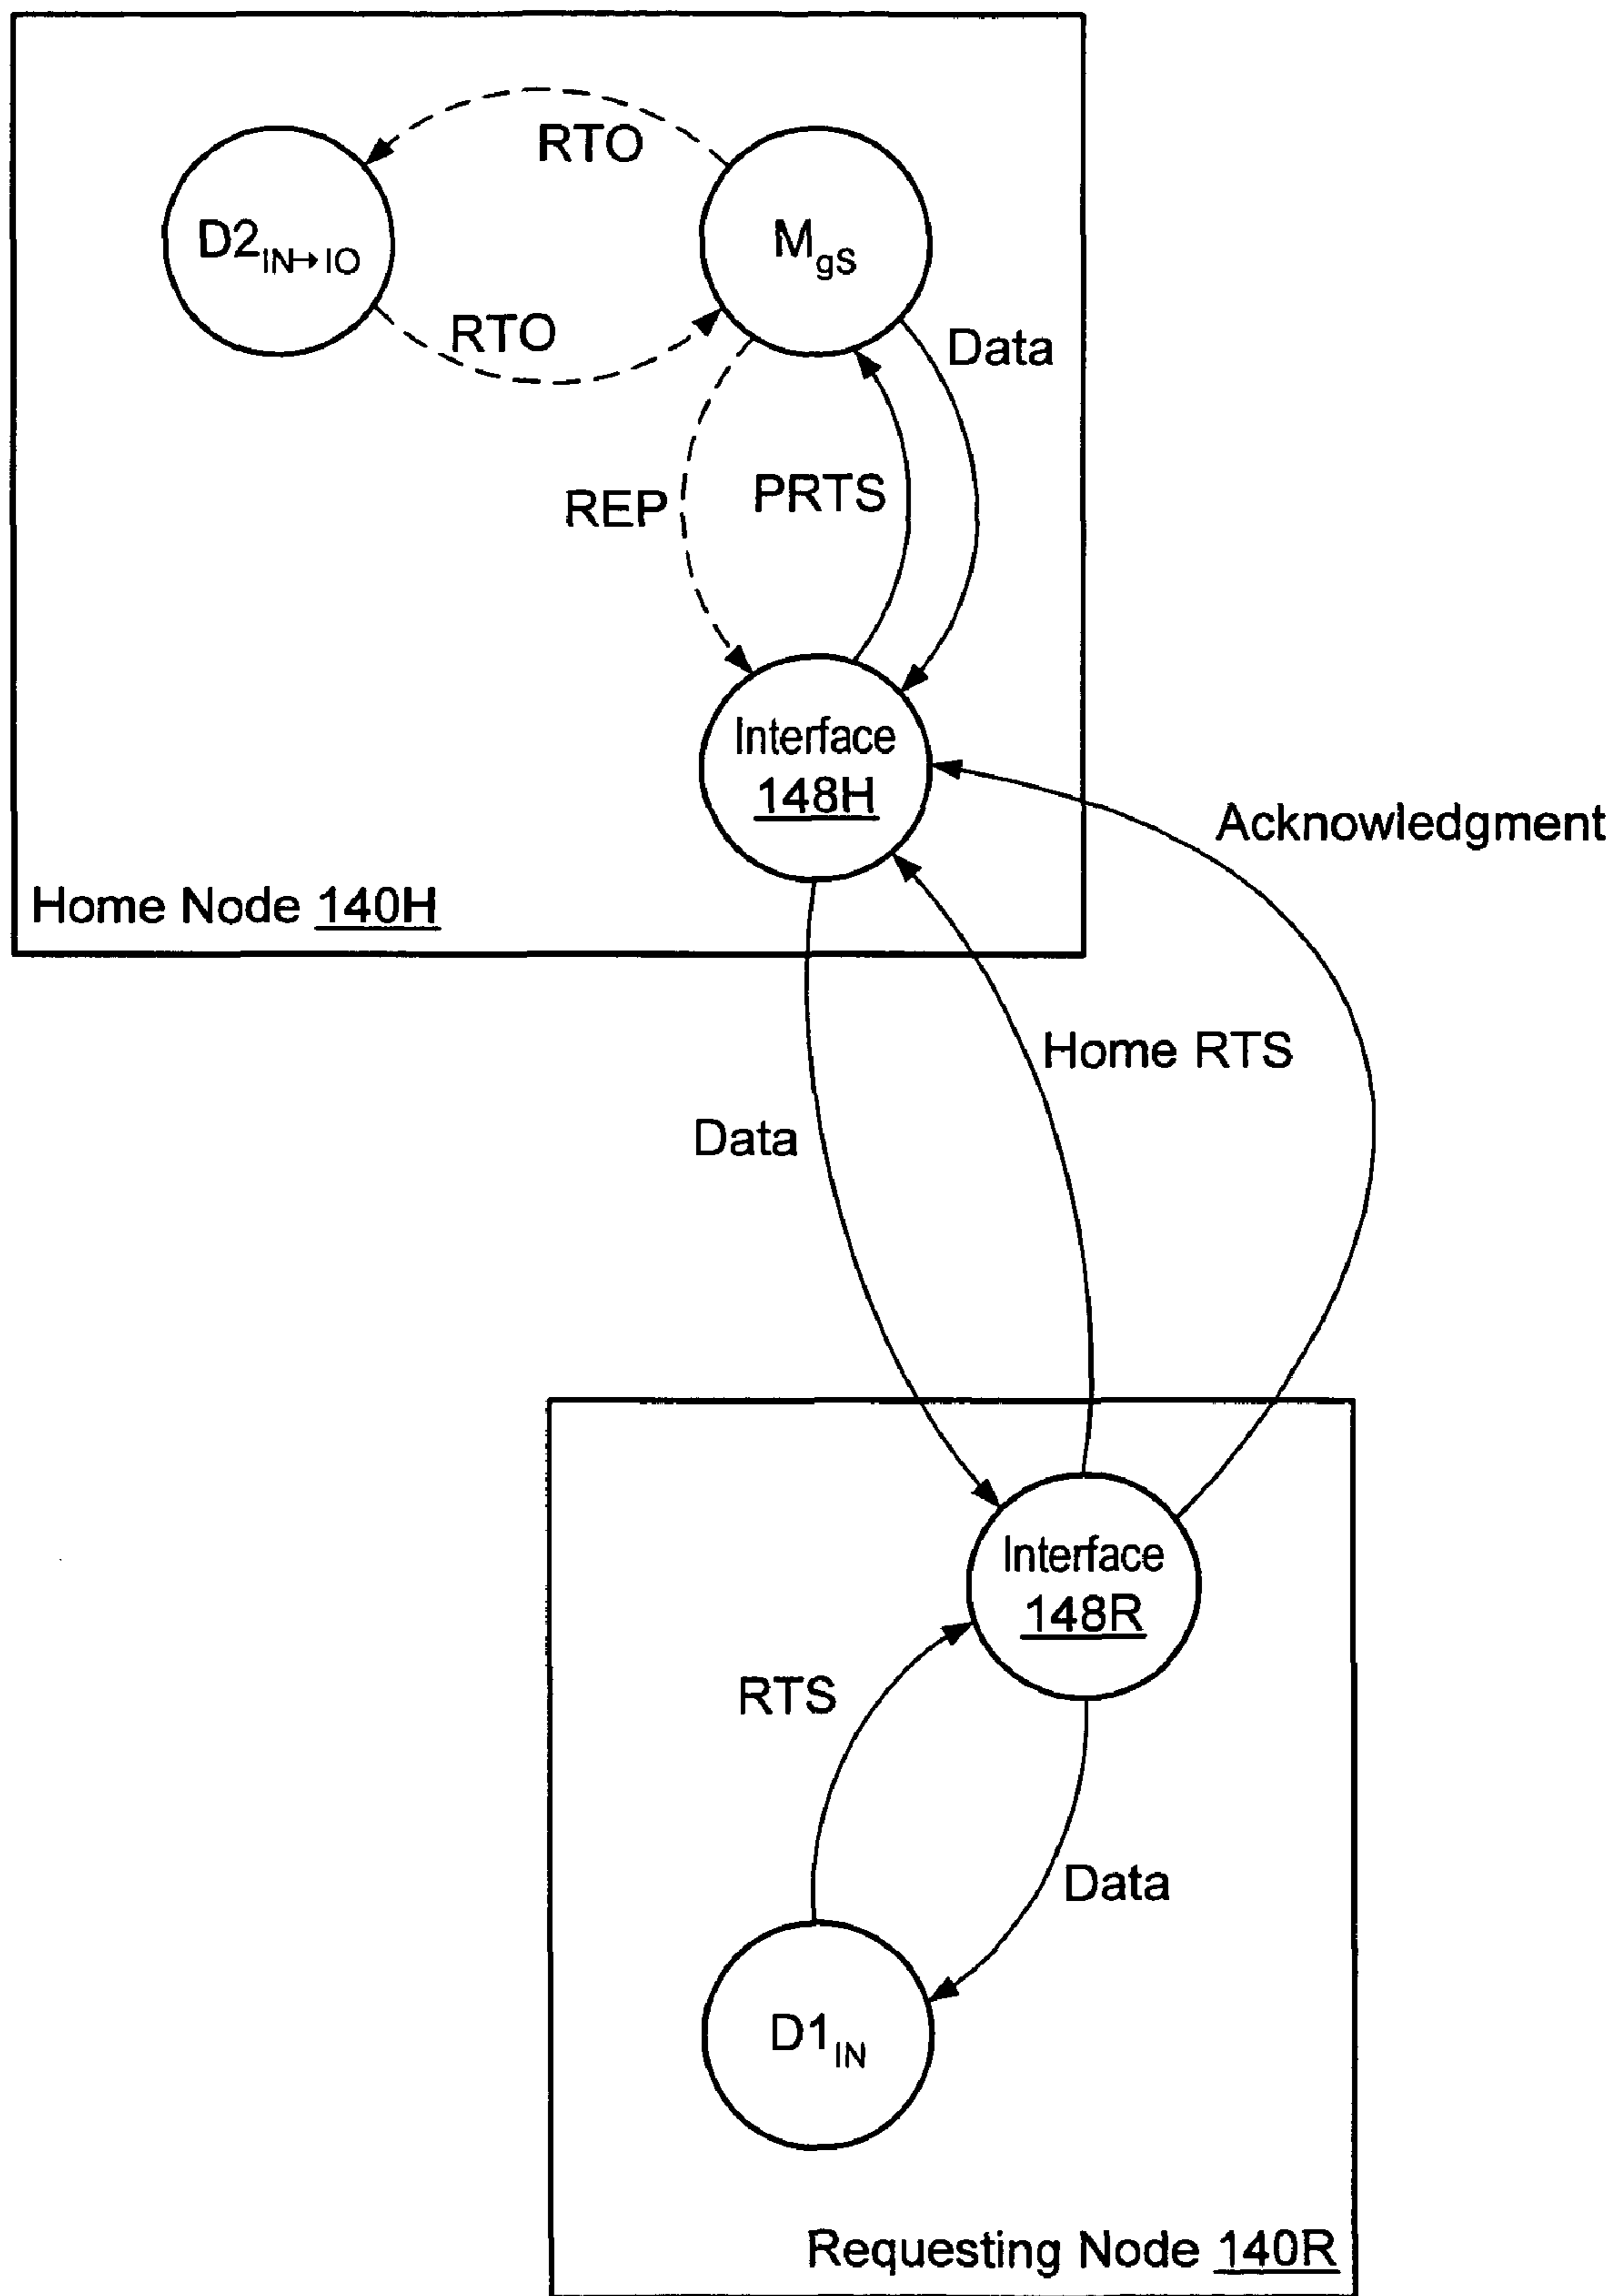 RTO
D2IN→IO
MgS
RTO
Data
REP
PRTS
Interface
148H
Acknowledgment
Home Node 140H
Home RTS
Data
Interface
148R
RTS
Data
D1IN
Requesting Node 140R